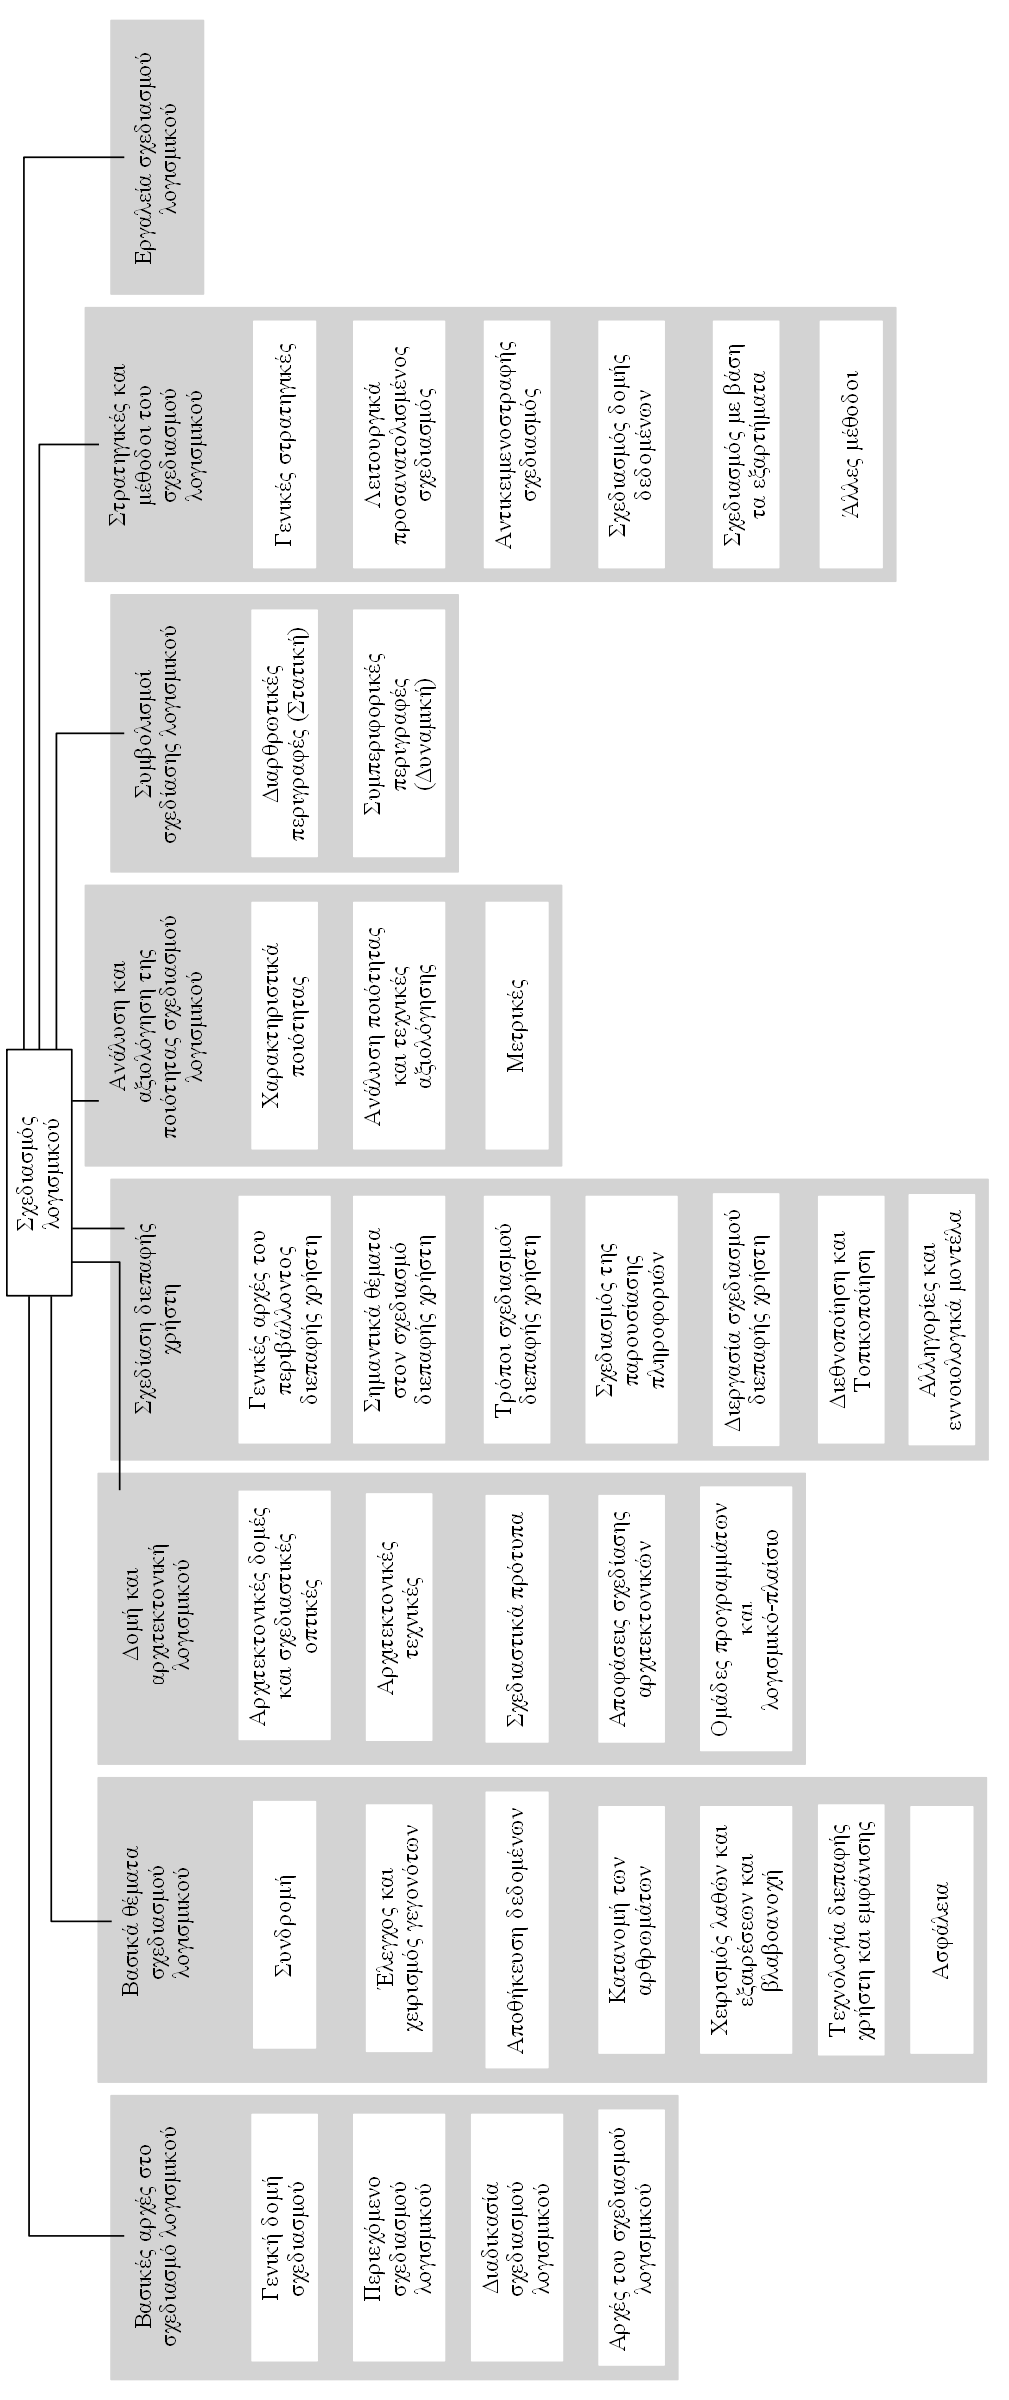 Σχεδιασμός
λογισμικού
Βασικές αρχές στο
σχεδιασμό λογισμικού
Γενική δομή
σχεδιασμού
Περιεχόμενο
σχεδιασμού
λογισμικού
Διαδικασία
σχεδιασμού
λογισμικού
Αρχές του σχεδιασμού
λογισμικού
Βασικά θέματα
σχεδιασμού
λογισμικού
Συνδρομή
Έλεγχος και
χειρισμός γεγονότων
Αποθήκευση δεδομένων
Κατανομή των
αρθρωμάτων
Χειρισμός λαθών και
εξαιρέσεων και
βλαβοανοχή
Τεχνολογία διεπαφής
χρήστη και εμφάνισης
Ασφάλεια
Δομή και
αρχιτεκτονική
λογισμικού
Αρχιτεκτονικές δομές
και σχεδιαστικές
οπτικές
Αρχιτεκτονικές
τεχνικές
Σχεδιαστικά πρότυπα
Αποφάσεις σχεδίασης
αρχιτεκτονικών
Ομάδες προγραμμάτων
και
λογισμικό-πλαίσιο
Σχεδίαση διεπαφής
χρήστη
Γενικές αρχές του
περιβάλλοντος
διεπαφής χρήστη
Σημαντικά θέματα
στον σχεδιασμό
διεπαφής χρήστη
Τρόποι σχεδιασμού
διεπαφής χρήστη
Σχεδιασμός της
παρουσίασης
πληροφοριών
Διεργασία σχεδιασμού
διεπαφής χρήστη
Διεθνοποίηση και
Τοπικοποίηση
Αλληγορίες και
εννοιολογικά μοντέλα
Ανάλυση και
αξιολόγηση της
ποιότητας σχεδιασμού
λογισμικού
Χαρακτηριστικά
ποιότητας
Ανάλυση ποιότητας
και τεχνικές
αξιολόγησης
Μετρικές
Συμβολισμοί
σχεδίασης λογισμικού
Διαρθρωτικές
περιγραφές (Στατική)
Συμπεριφορικές
περιγραφές
(Δυναμική)
Στρατηγικές και
μέθοδοι του
σχεδιασμού
λογισμικού
Γενικές στρατηγικές
Λειτουργικά
προσανατολισμένος
σχεδιασμός
Αντικειμενοστραφής
σχεδιασμός
Σχεδιασμός δομής
δεδομένων
Σχεδιασμός με βάση
τα εξαρτήματα
Άλλες μέθοδοι
Εργαλεία σχεδιασμού
λογισμικού